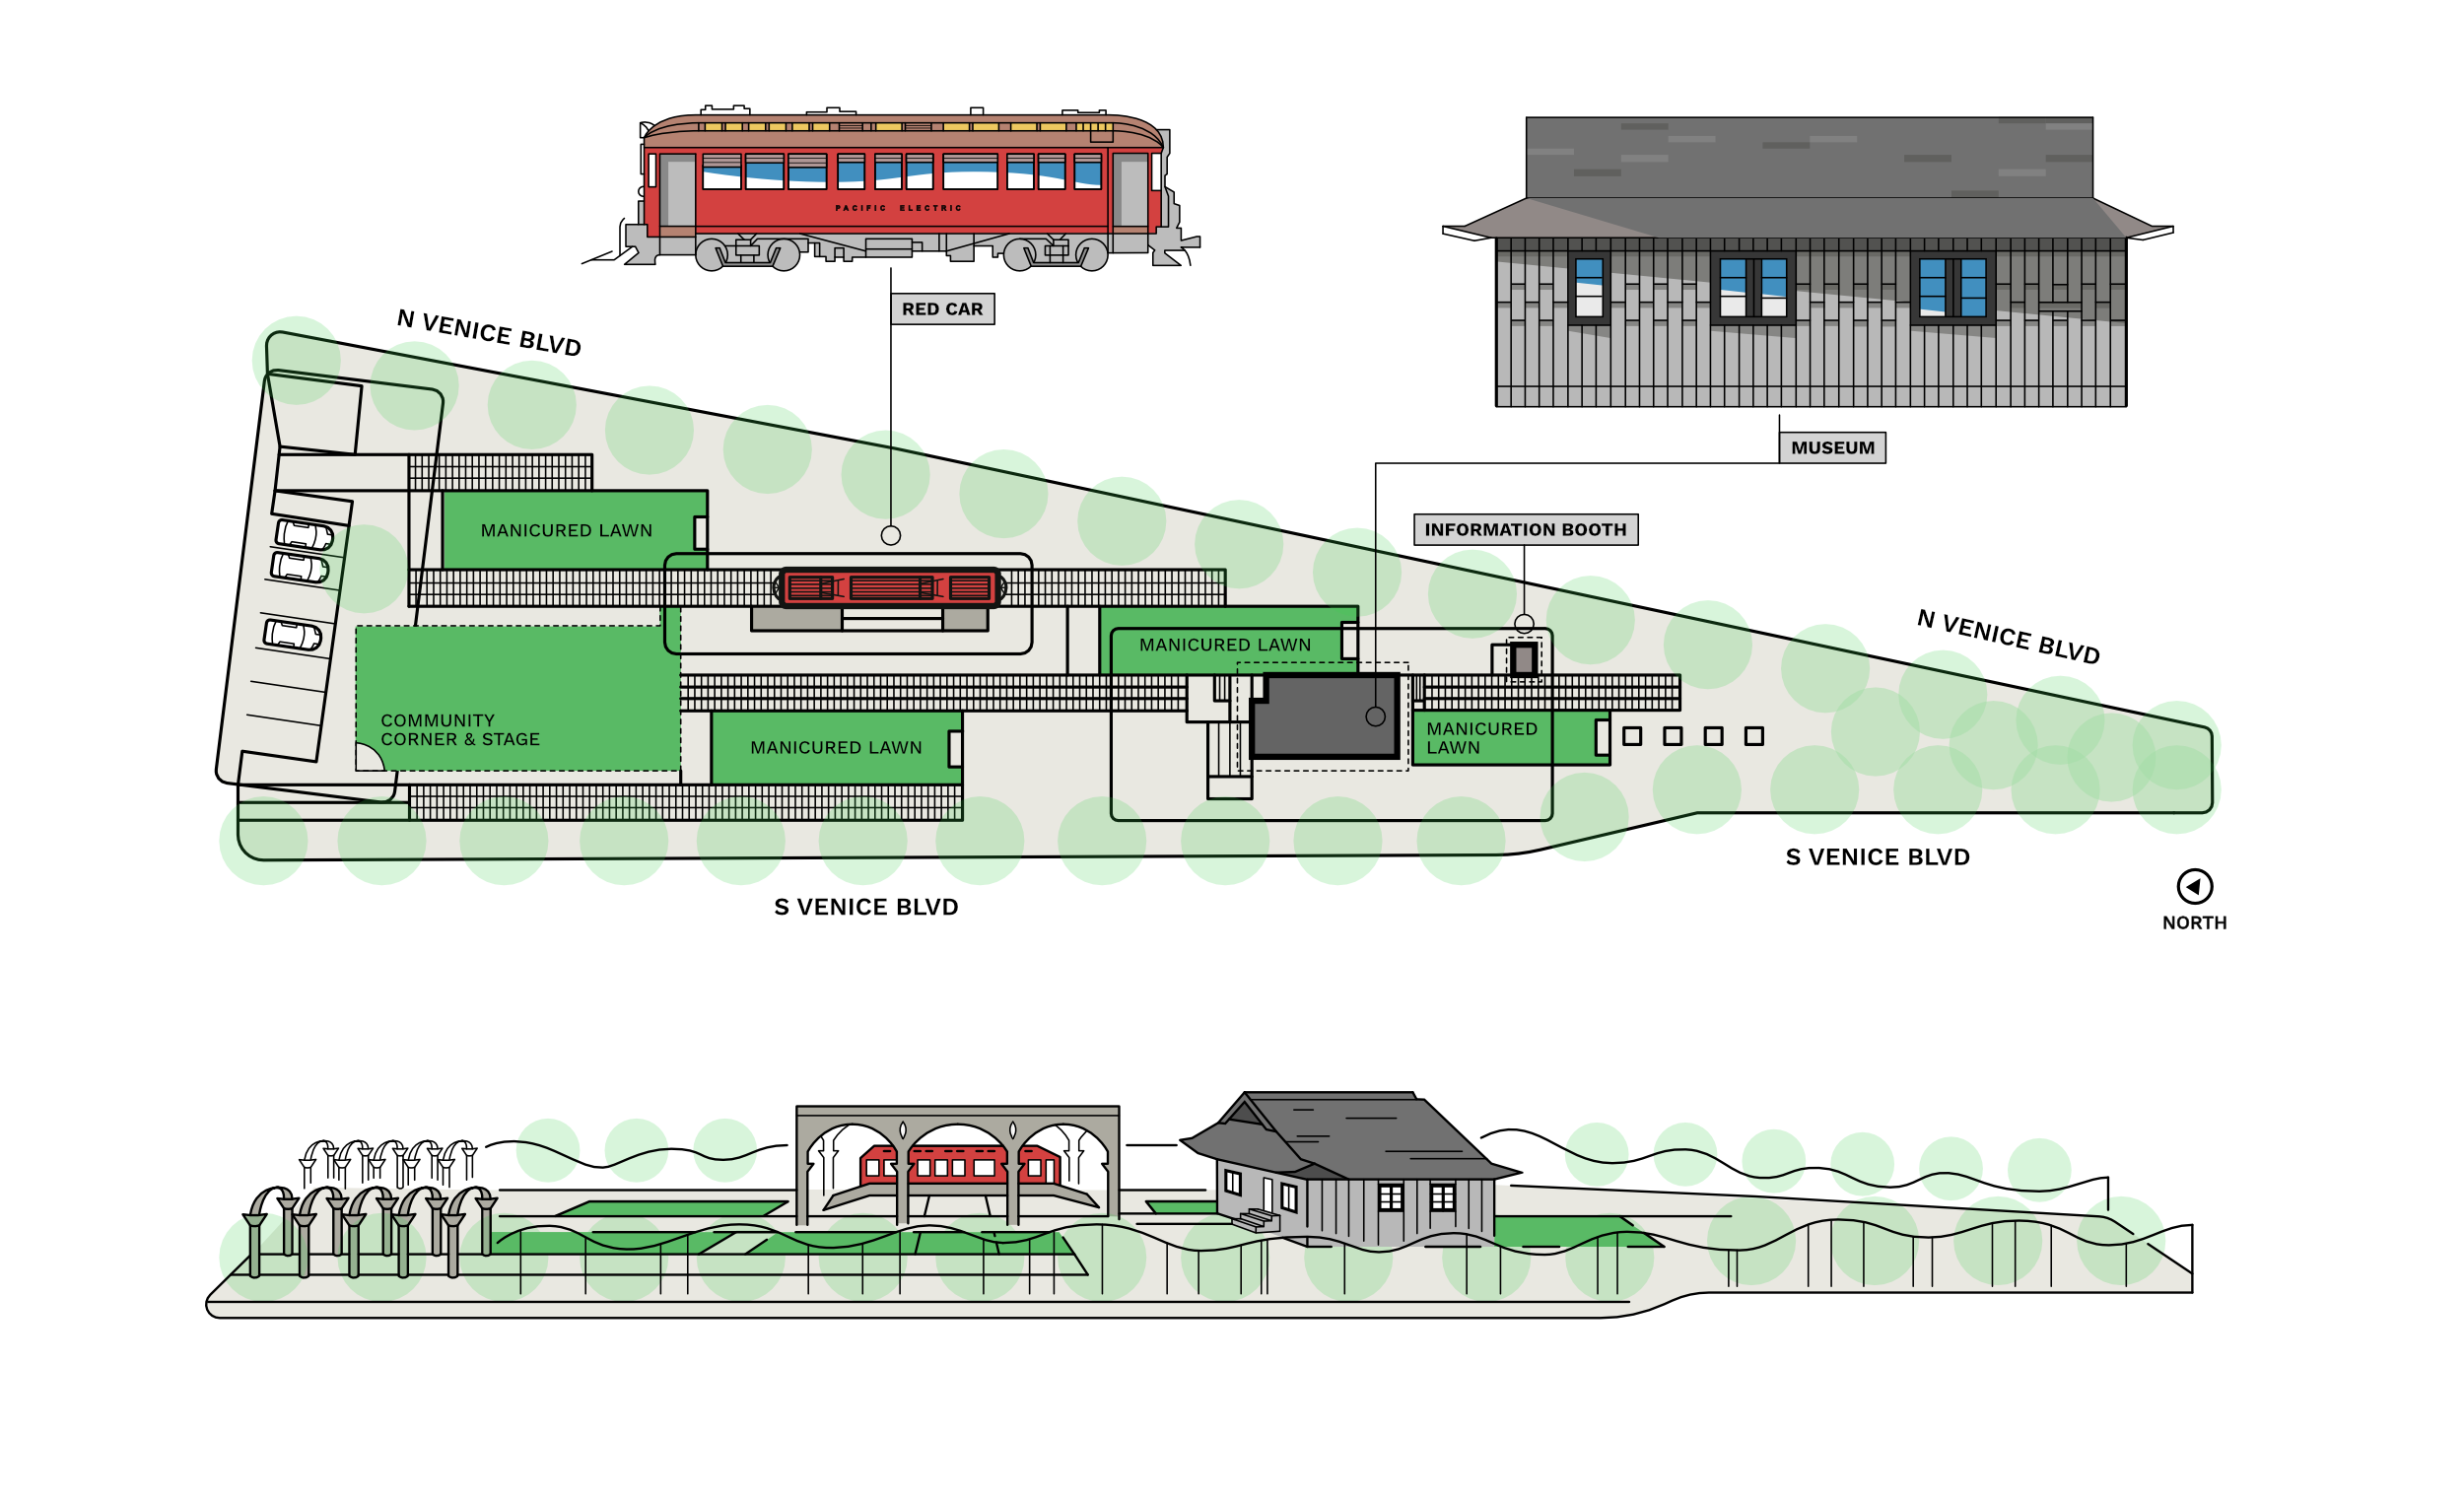 PACIFIC ELECTRIC
RED CAR
N VENICE BLVD
MUSEUM
MANICURED LAWN
INFORMATION BOOTH
MANICURED LAWN
N VENICE BLVD
COMMUNITY
CORNER & STAGE
MANICURED LAWN
MANICURED
LAWN
S VENICE BLVD
S VENICE BLVD
NORTH